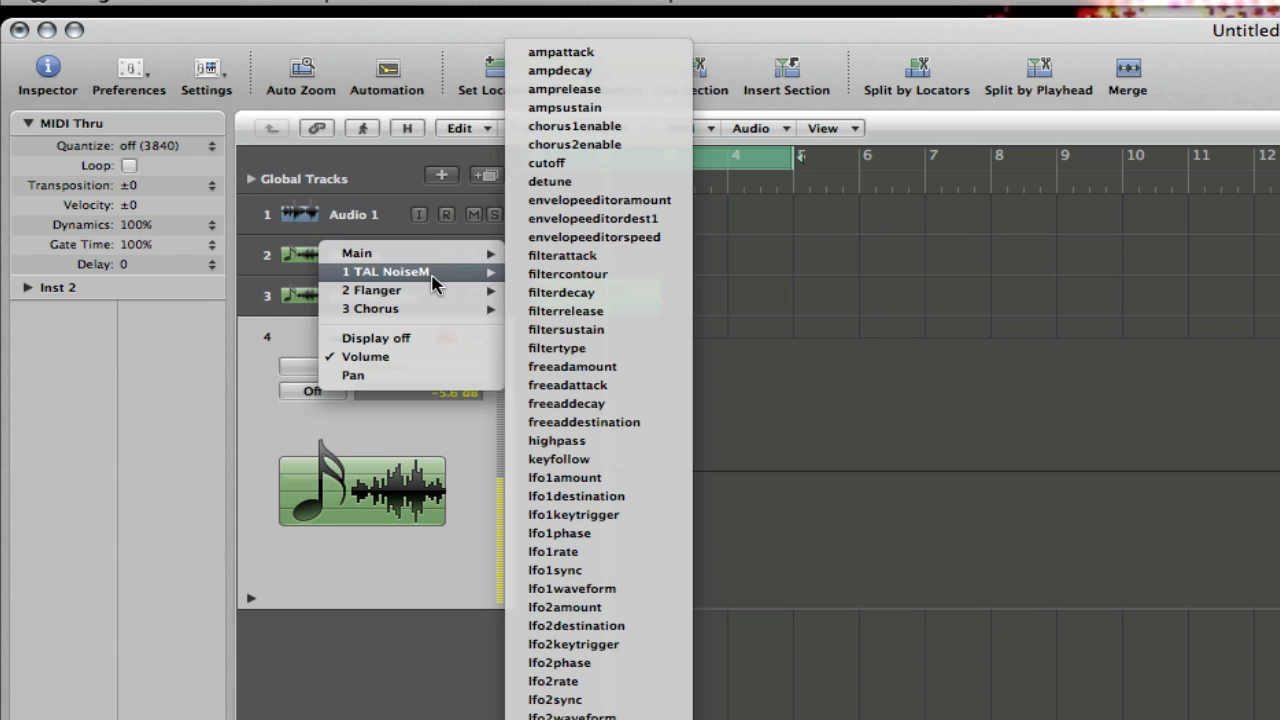 Untitled
Inspector
Preferences
Settings
Auto Zoom
Automation
Insert Section
Split by Locators
Split by Playhead
Merge
MIDI Thru
Quantize: off (3840)
Loop:
Transposition: ±0
Velocity: ±0
Dynamics: 100%
Gate Time: 100%
Delay: 0
Inst 2
H
Edit
Audio
View
4
5
6
7
8
9
10
11
12
Global Tracks
1 Audio 1 I R M S
2
3
4
Off
-5.6 dB
Main
1 TAL NoiseM
2 Flanger
3 Chorus
Display off
✓ Volume
Pan
ampattack
ampdecay
amprelease
ampsustain
chorus1enable
chorus2enable
cutoff
detune
envelopeeditoramount
envelopeeditordest1
envelopeeditorspeed
filterattack
filtercontour
filterdecay
filterrelease
filtersustain
filtertype
freeadamount
freeadattack
freeaddecay
freeaddestination
highpass
keyfollow
lfo1amount
lfo1destination
lfo1keytrigger
lfo1phase
lfo1rate
lfo1sync
lfo1waveform
lfo2amount
lfo2destination
lfo2keytrigger
lfo2phase
lfo2rate
lfo2sync
lfo2waveform